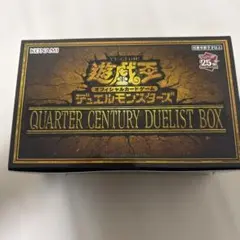 KONAMI
遊戯王
オフィシャルカードゲーム
デュエルモンスターズ
25th
QUARTER CENTURY DUELIST BOX